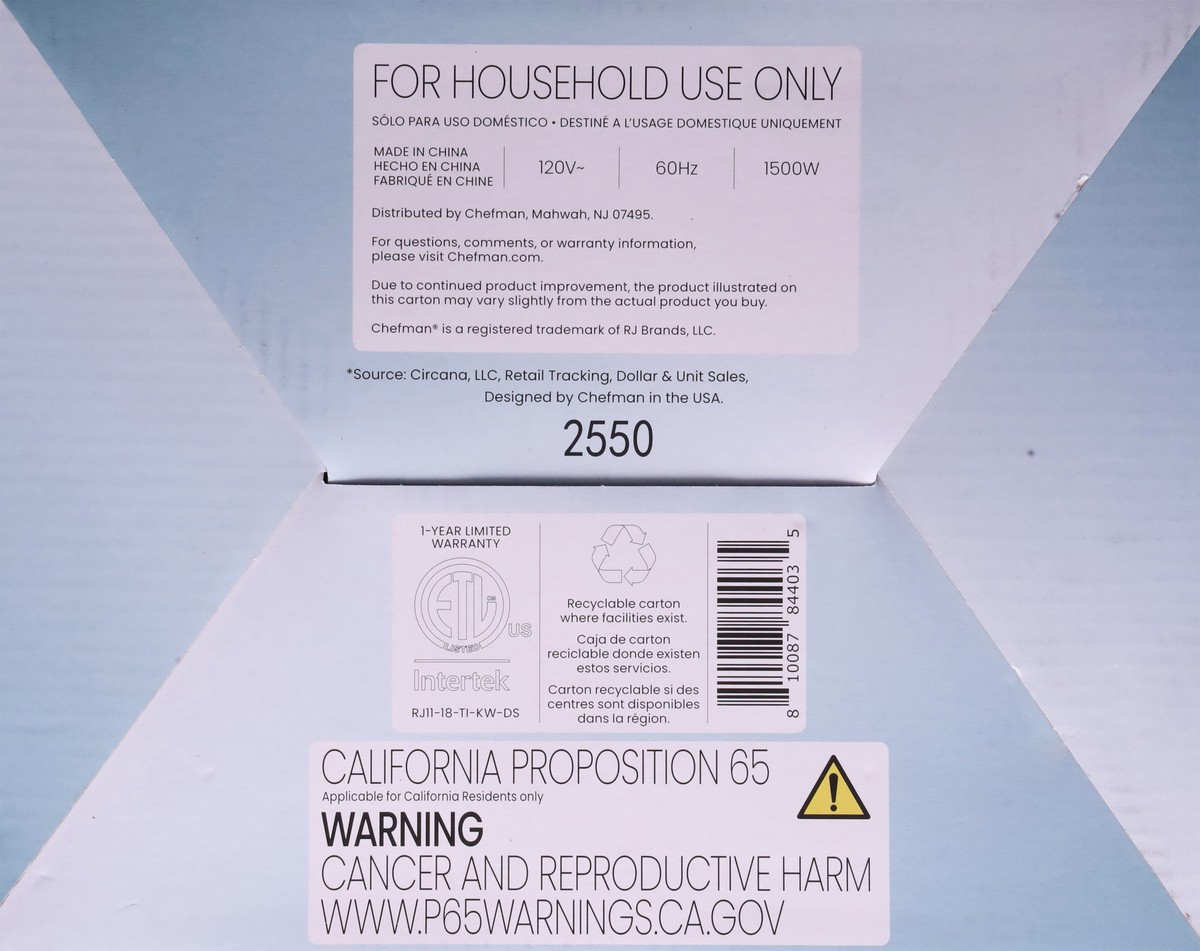 FOR HOUSEHOLD USE ONLY
SÓLO PARA USO DOMÉSTICO • DESTINÉ A L'USAGE DOMESTIQUE UNIQUEMENT
MADE IN CHINA
HECHO EN CHINA
FABRIQUÉ EN CHINE
120V~
60Hz
1500W
Distributed by Chefman, Mahwah, NJ 07495.
For questions, comments, or warranty information,
please visit Chefman.com.
Due to continued product improvement, the product illustrated on
this carton may vary slightly from the actual product you buy.
Chefman® is a registered trademark of RJ Brands, LLC.
*Source: Circana, LLC, Retail Tracking, Dollar & Unit Sales,
Designed by Chefman in the USA.
2550
1-YEAR LIMITED
WARRANTY
ETL
CM
LISTED
US
Intertek
RJ11-18-TI-KW-DS
Recyclable carton
where facilities exist.
Caja de carton
reciclable donde existen
estos servicios.
Carton recyclable si des
centres sont disponibles
dans la région.
8 10087 84403 5
CALIFORNIA PROPOSITION 65
Applicable for California Residents only
WARNING
CANCER AND REPRODUCTIVE HARM
WWW.P65WARNINGS.CA.GOV